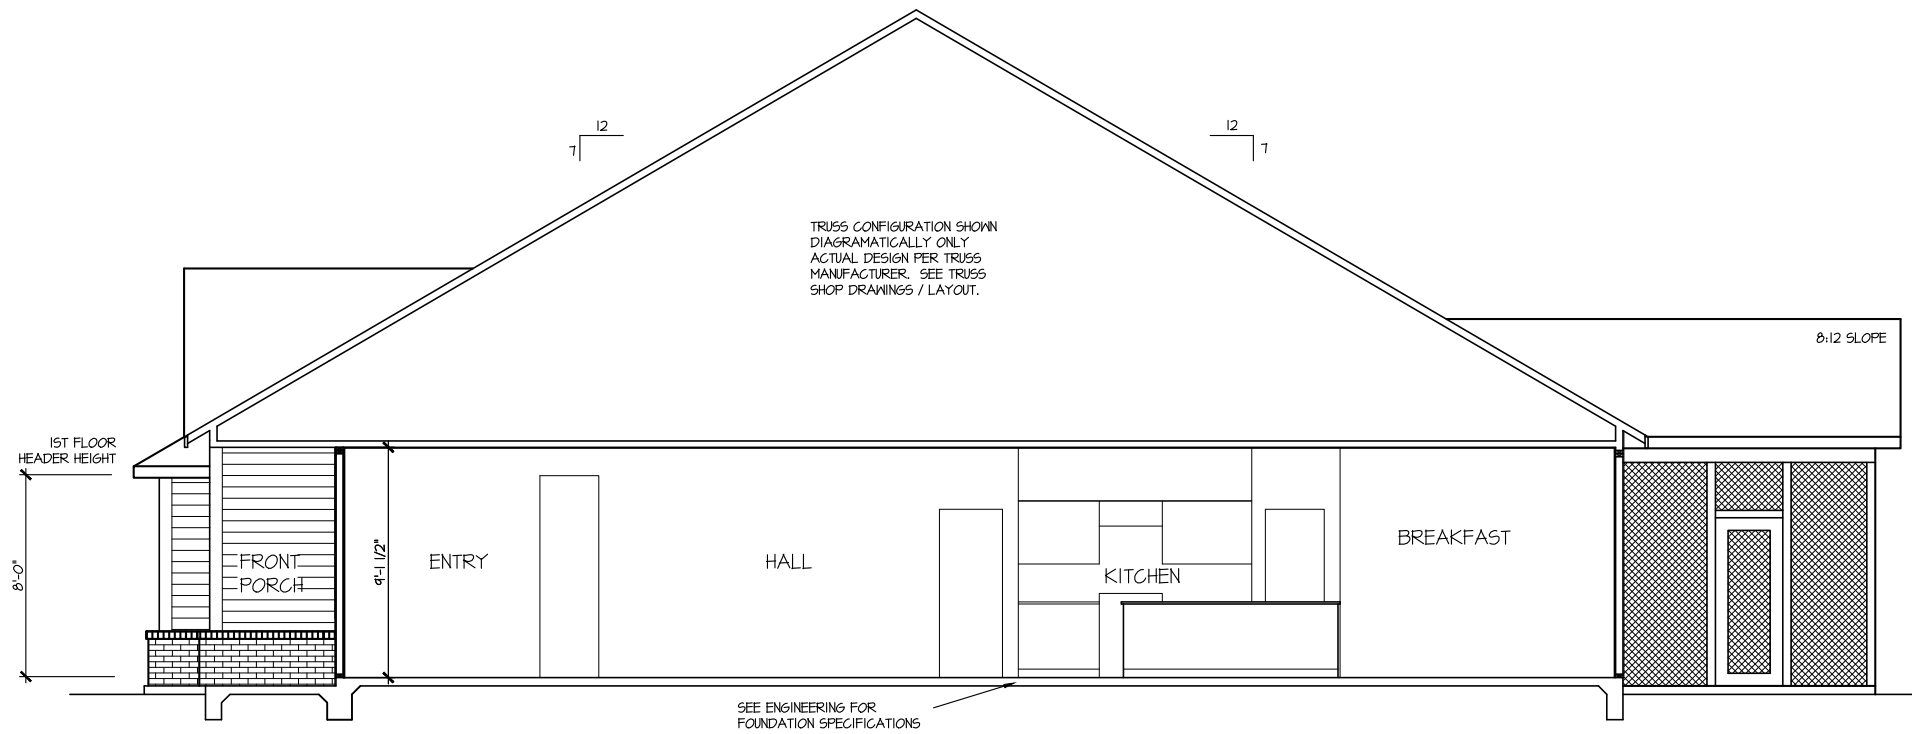 12
7
12
7
TRUSS CONFIGURATION SHOWN
DIAGRAMATICALLY ONLY
ACTUAL DESIGN PER TRUSS
MANUFACTURER. SEE TRUSS
SHOP DRAWINGS / LAYOUT.
8:12 SLOPE
1ST FLOOR
HEADER HEIGHT
8'-0"
FRONT
PORCH
9'-1 1/2"
ENTRY
HALL
KITCHEN
BREAKFAST
SEE ENGINEERING FOR
FOUNDATION SPECIFICATIONS